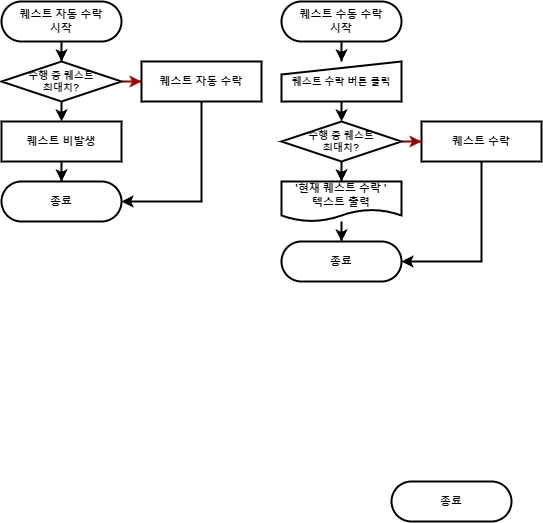 퀘스트 자동 수락
시작
수행 중 퀘스트
최대치?
퀘스트 자동 수락
퀘스트 비발생
종료
퀘스트 수동 수락
시작
퀘스트 수락 버튼 클릭
수행 중 퀘스트
최대치?
퀘스트 수락
'현재 퀘스트 수락 '
텍스트 출력
종료
종료